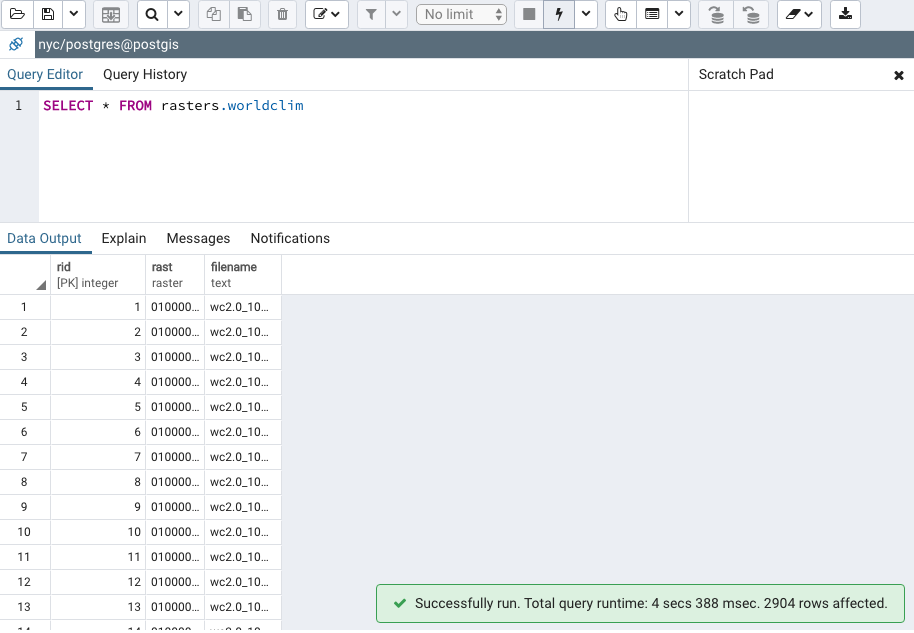 No limit
nyc/postgres@postgis
Query Editor Query History Scratch Pad
1 SELECT * FROM rasters.worldclim
Data Output Explain Messages Notifications
rid rast filename
[PK] integer raster text
1 1 010000... wc2.0_10...
2 2 010000... wc2.0_10...
3 3 010000... wc2.0_10...
4 4 010000... wc2.0_10...
5 5 010000... wc2.0_10...
6 6 010000... wc2.0_10...
7 7 010000... wc2.0_10...
8 8 010000... wc2.0_10...
9 9 010000... wc2.0_10...
10 10 010000... wc2.0_10...
11 11 010000... wc2.0_10...
12 12 010000... wc2.0_10...
13 13 010000... wc2.0_10...
Successfully run. Total query runtime: 4 secs 388 msec. 2904 rows affected.